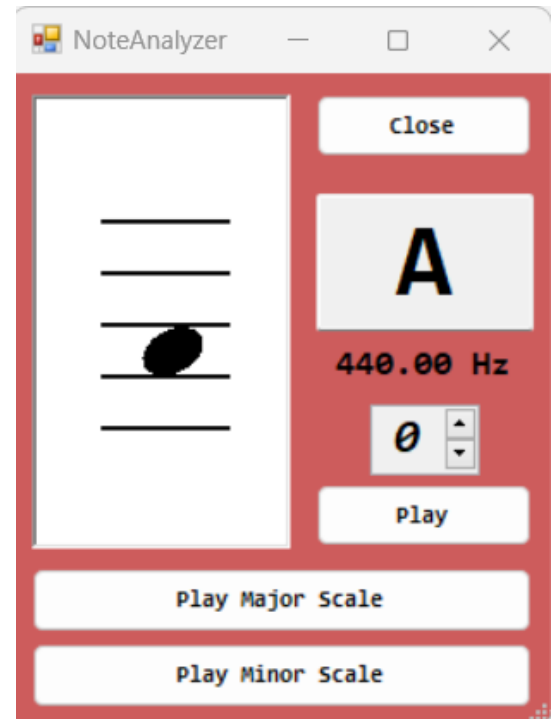 NoteAnalyzer
Close
A
440.00 Hz
0
Play
Play Major Scale
Play Minor Scale